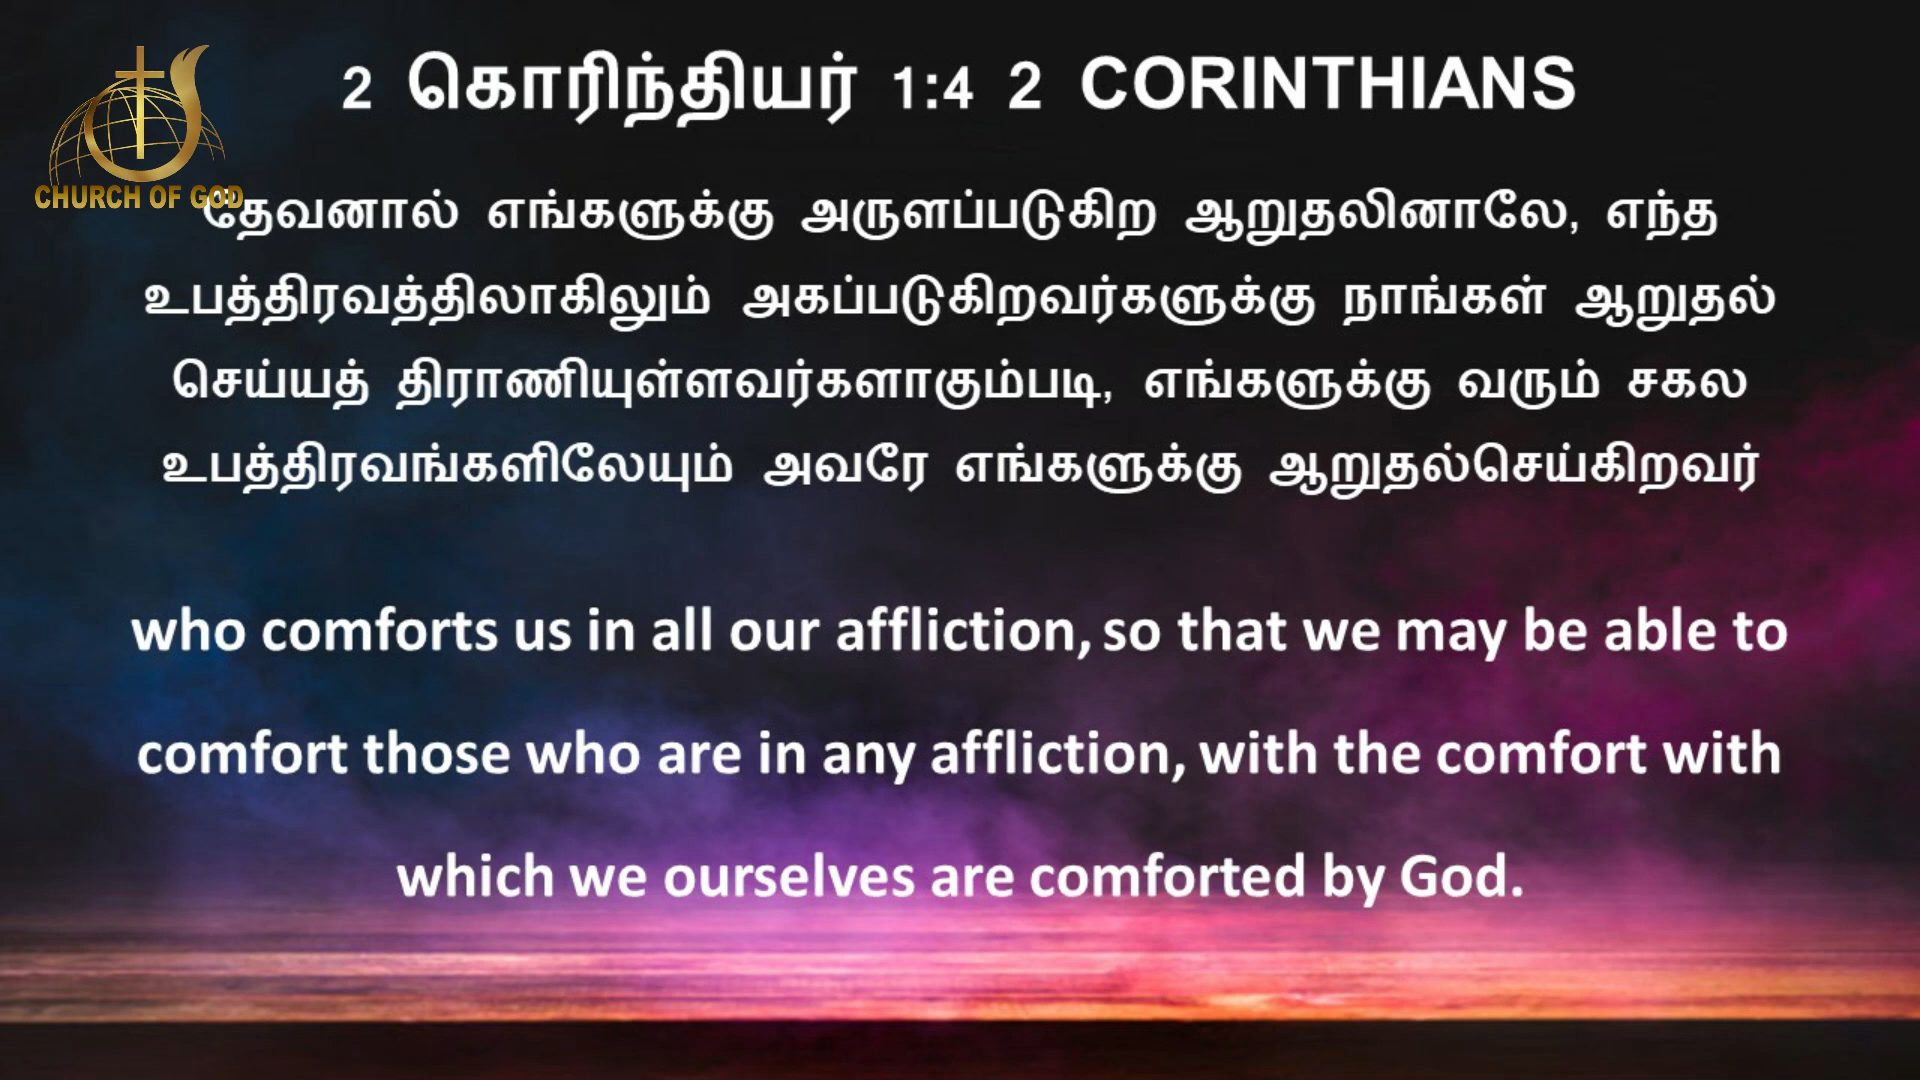 2 கொரிந்தியர் 1:4 2 CORINTHIANS
CHURCH OF GOD
தேவனால் எங்களுக்கு அருளப்படுகிற ஆறுதலினாலே, எந்த
உபத்திரவத்திலாகிலும் அகப்படுகிறவர்களுக்கு நாங்கள் ஆறுதல்
செய்யத் திராணியுள்ளவர்களாகும்படி, எங்களுக்கு வரும் சகல
உபத்திரவங்களிலேயும் அவரே எங்களுக்கு ஆறுதல்செய்கிறவர்
who comforts us in all our affliction, so that we may be able to
comfort those who are in any affliction, with the comfort with
which we ourselves are comforted by God.